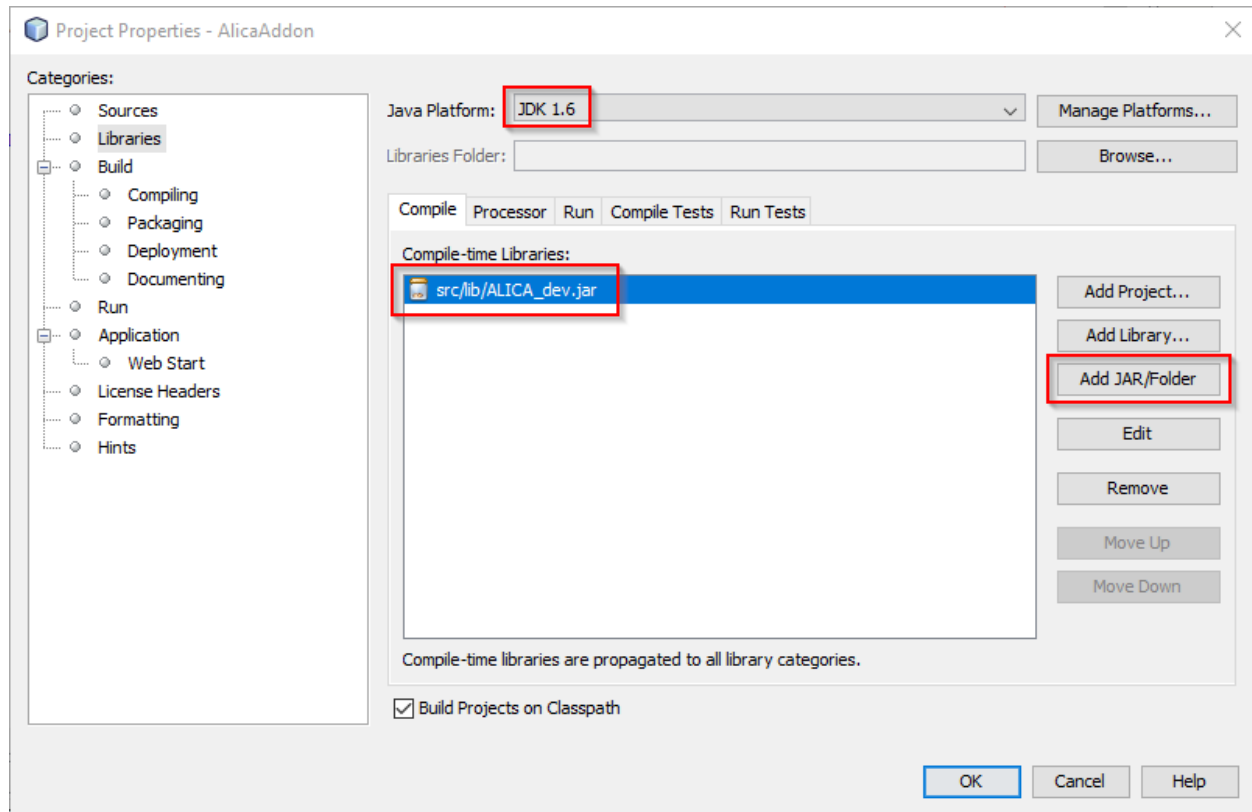 Project Properties - AlicaAddon
Categories:
Sources
Libraries
Build
Compiling
Packaging
Deployment
Documenting
Run
Application
Web Start
License Headers
Formatting
Hints
Java Platform: JDK 1.6 Manage Platforms...
Libraries Folder: Browse...
Compile Processor Run Compile Tests Run Tests
Compile-time Libraries:
src/lib/ALICA_dev.jar
Add Project...
Add Library...
Add JAR/Folder
Edit
Remove
Move Up
Move Down
Compile-time libraries are propagated to all library categories.
Build Projects on Classpath
OK Cancel Help